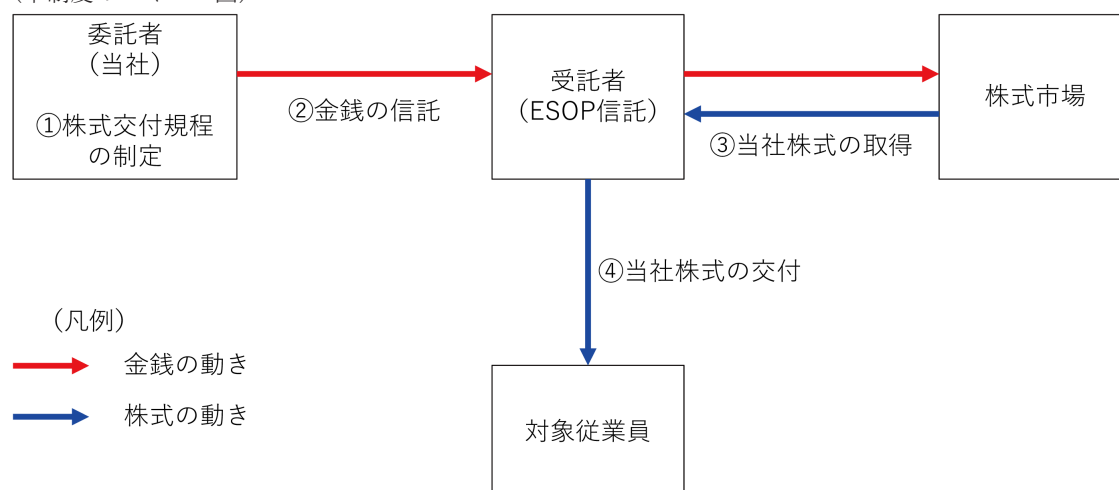 委託者
（当社）
①株式交付規程
の制定
②金銭の信託
受託者
（ESOP信託）
株式市場
③当社株式の取得
④当社株式の交付
（凡例）
金銭の動き
株式の動き
対象従業員